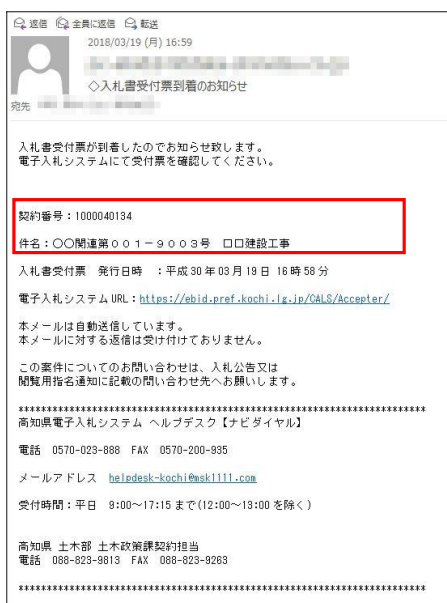 返信 全員に返信 転送
2018/03/19 (月) 16:59
◇入札書受付票到着のお知らせ
宛先
入札書受付票が到着したのでお知らせ致します。
電子入札システムにて受付票を確認してください。
契約番号：1000040134
件名：○○関連第００１－９００３号　口口建設工事
入札書受付票　発行日時　：平成 30 年 03 月 19 日 16 時 58 分
電子入札システム URL：https://ebid.pref.kochi.lg.jp/CALS/Accepter/
本メールは自動送信しています。
本メールに対する返信は受け付けておりません。
この案件についてのお問い合わせは、入札公告又は
閲覧用指名通知に記載の問い合わせ先へお願いします。
************************************************************************
高知県電子入札システム ヘルプデスク【ナビダイヤル】
電話 0570-023-888 FAX 0570-200-935
メールアドレス helpdesk-kochi@msk1111.com
受付時間：平日 9:00～17:15 まで(12:00～13:00 を除く)
高知県 土木部 土木政策課契約担当
電話 088-823-9813 FAX 088-823-9263
************************************************************************